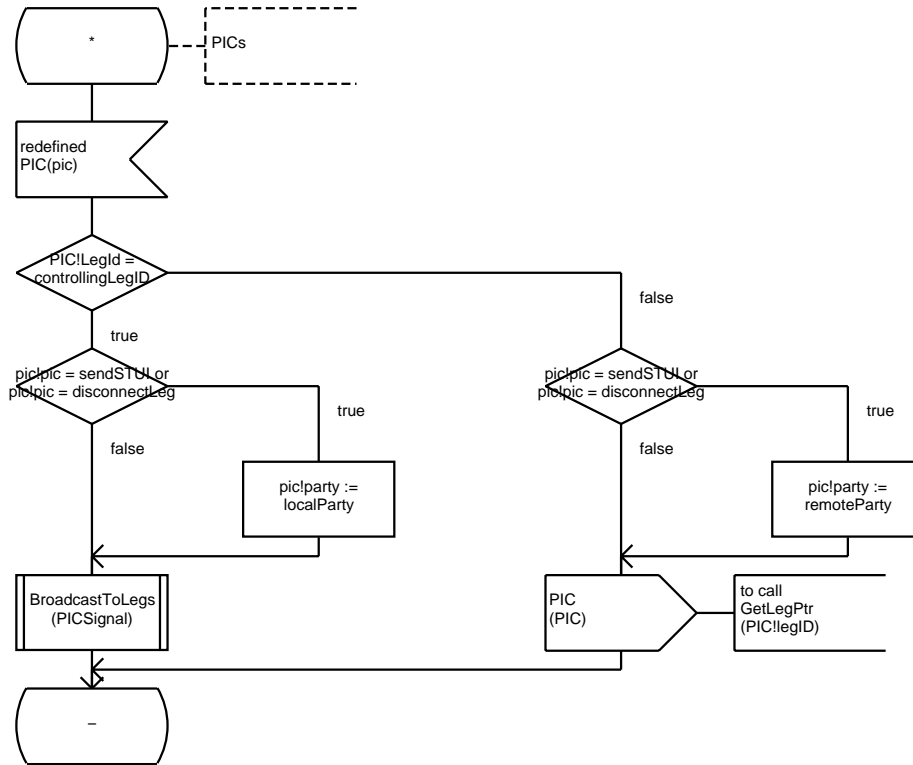 *
PICs
redefined
PIC(pic)
PIC!LegId =
controllingLegID
false
true
pic!pic = sendSTUI or
pic!pic = disconnectLeg
true
false
pic!pic = sendSTUI or
pic!pic = disconnectLeg
true
false
pic!party :=
localParty
pic!party :=
remoteParty
BroadcastToLegs
(PICSignal)
PIC
(PIC)
to call
GetLegPtr
(PIC!legID)
–